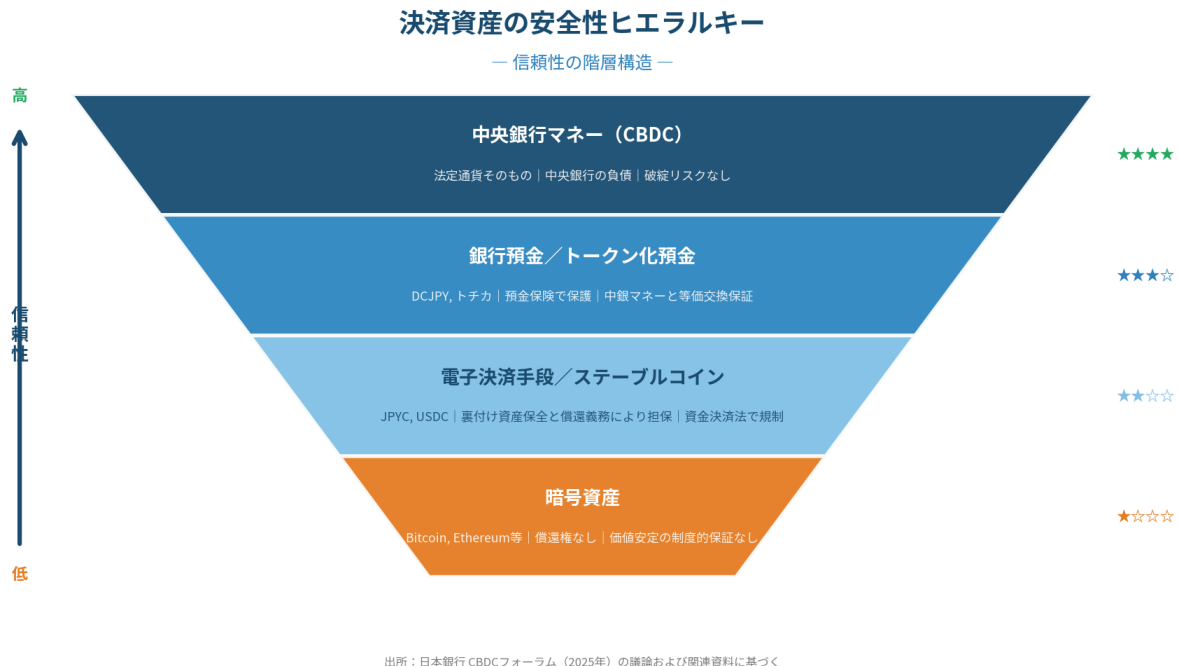 決済資産の安全性ヒエラルキー
― 信頼性の階層構造 ―
高
中央銀行マネー（CBDC）
★★★★
法定通貨そのもの｜中央銀行の負債｜破綻リスクなし
銀行預金／トークン化預金
★★★☆
DCJPY, トチカ｜預金保険で保護｜中銀マネーと等価交換保証
信頼性
電子決済手段／ステーブルコイン
★★☆☆
JPYC, USDC｜裏付け資産保全と償還義務により担保｜資金決済法で規制
暗号資産
★☆☆☆
Bitcoin, Ethereum等｜償還権なし｜価値安定の制度的保証なし
低
出所：日本銀行 CBDCフォーラム（2025年）の議論および関連資料に基づく